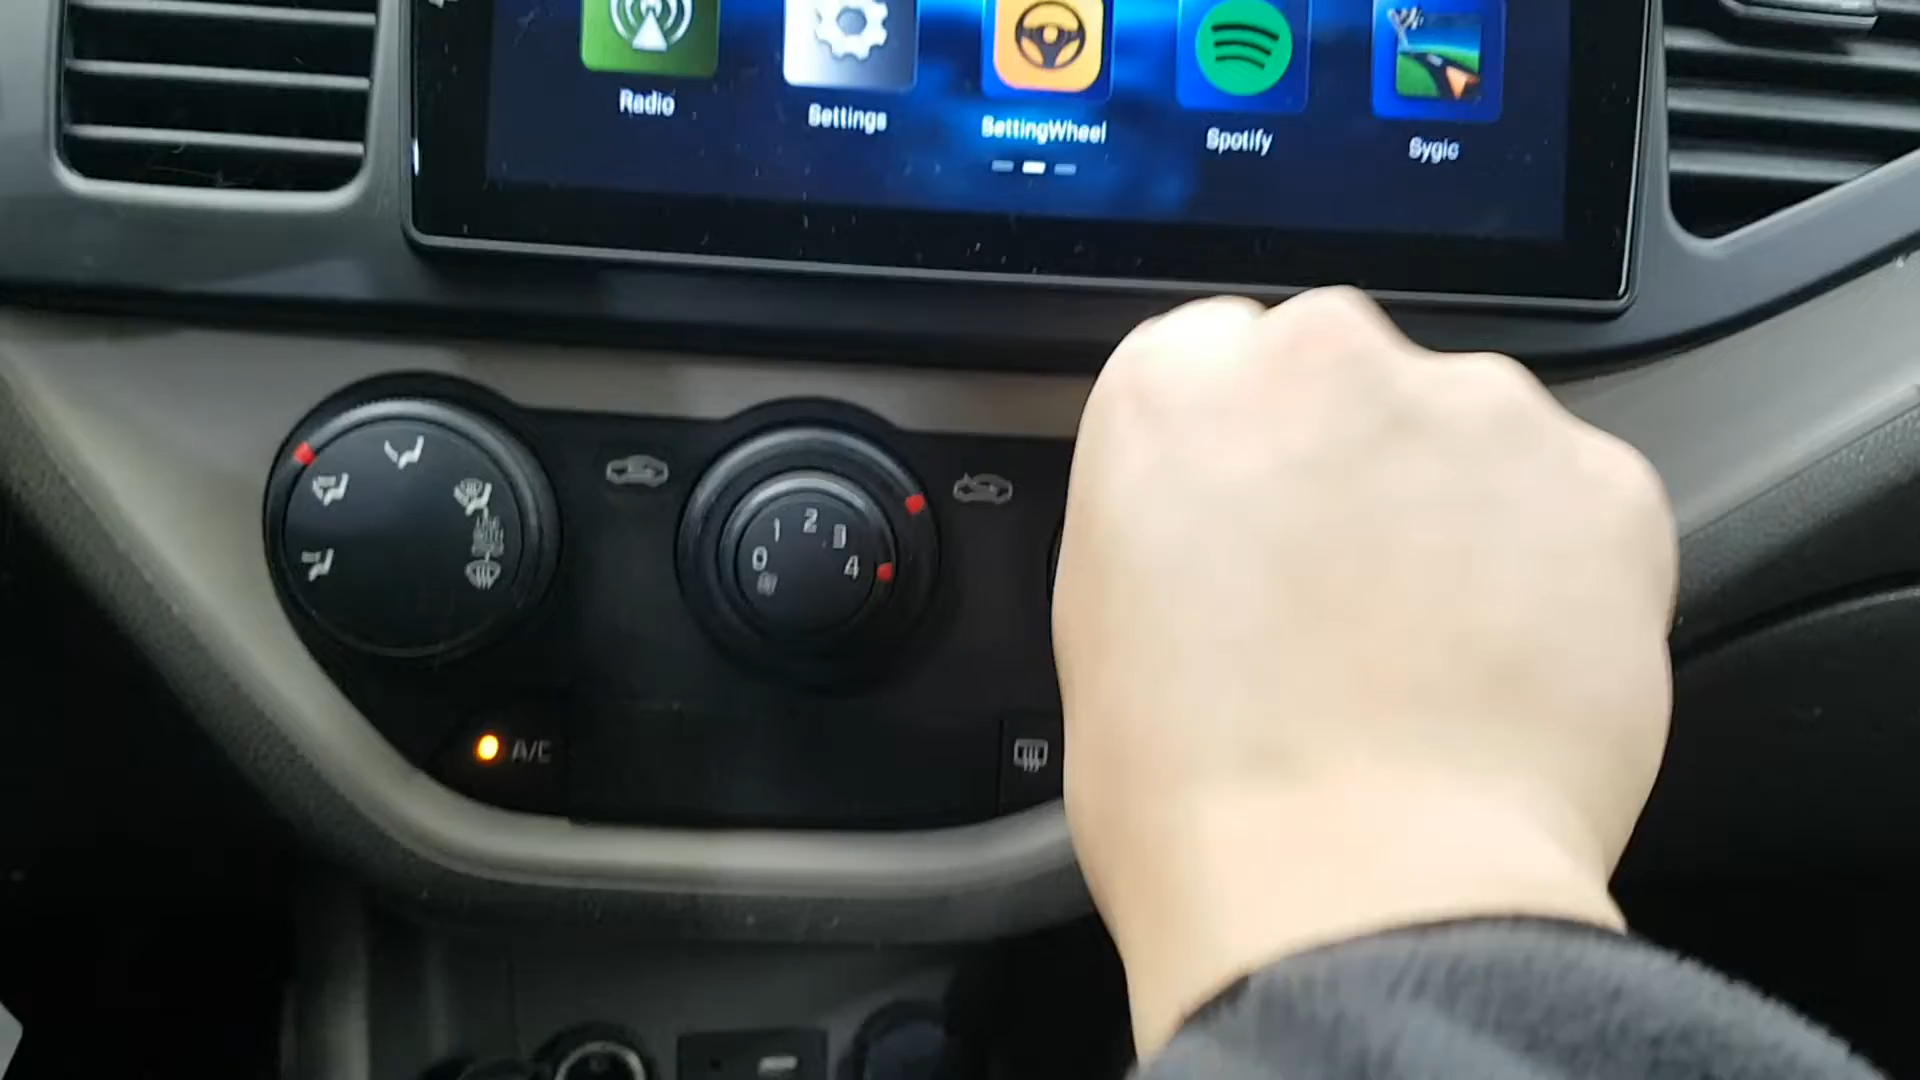 Radio
Settings
SettingWheel
Spotify
Sygic
0 1 2 3 4
A/C